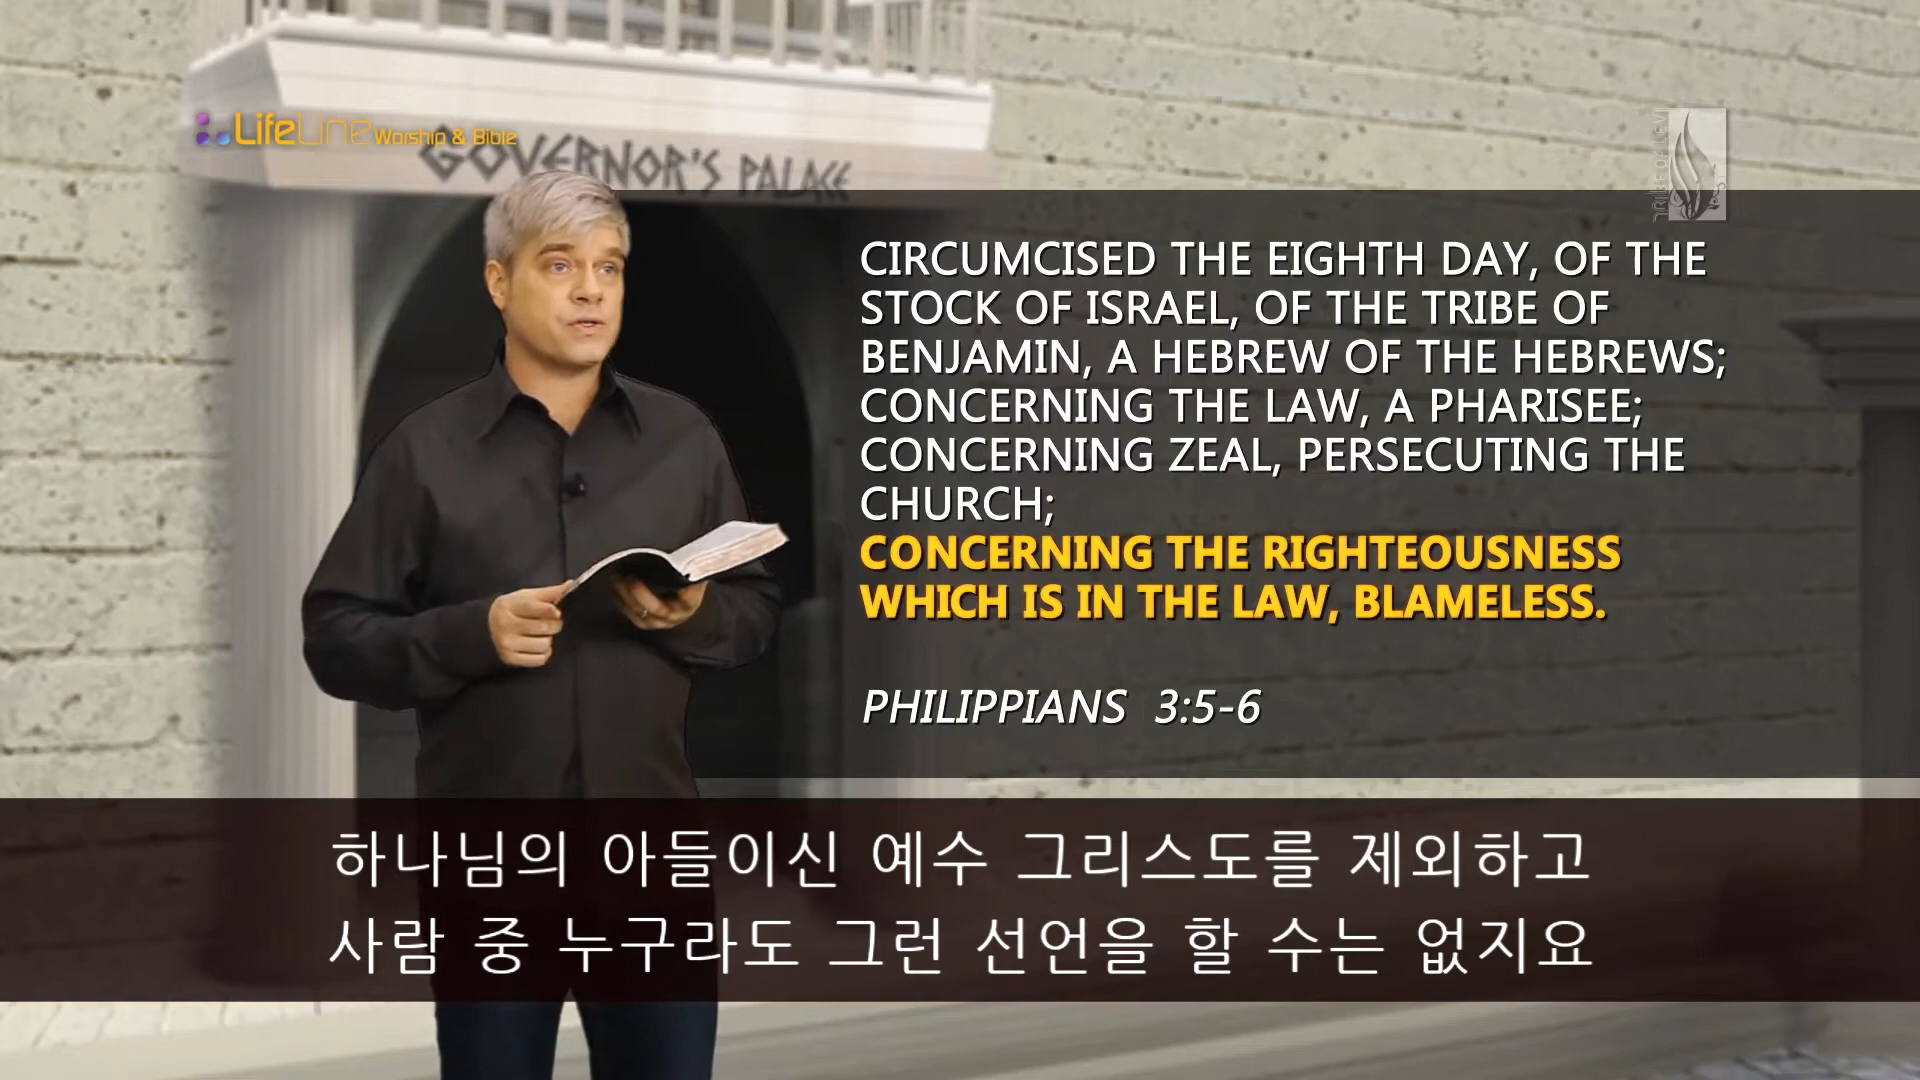 LifeLine Worship & Bible
GOVERNOR'S PALACE
TRIBE OF LEVI
CIRCUMCISED THE EIGHTH DAY, OF THE
STOCK OF ISRAEL, OF THE TRIBE OF
BENJAMIN, A HEBREW OF THE HEBREWS;
CONCERNING THE LAW, A PHARISEE;
CONCERNING ZEAL, PERSECUTING THE
CHURCH;
CONCERNING THE RIGHTEOUSNESS
WHICH IS IN THE LAW, BLAMELESS.
PHILIPPIANS 3:5-6
하나님의 아들이신 예수 그리스도를 제외하고
사람 중 누구라도 그런 선언을 할 수는 없지요